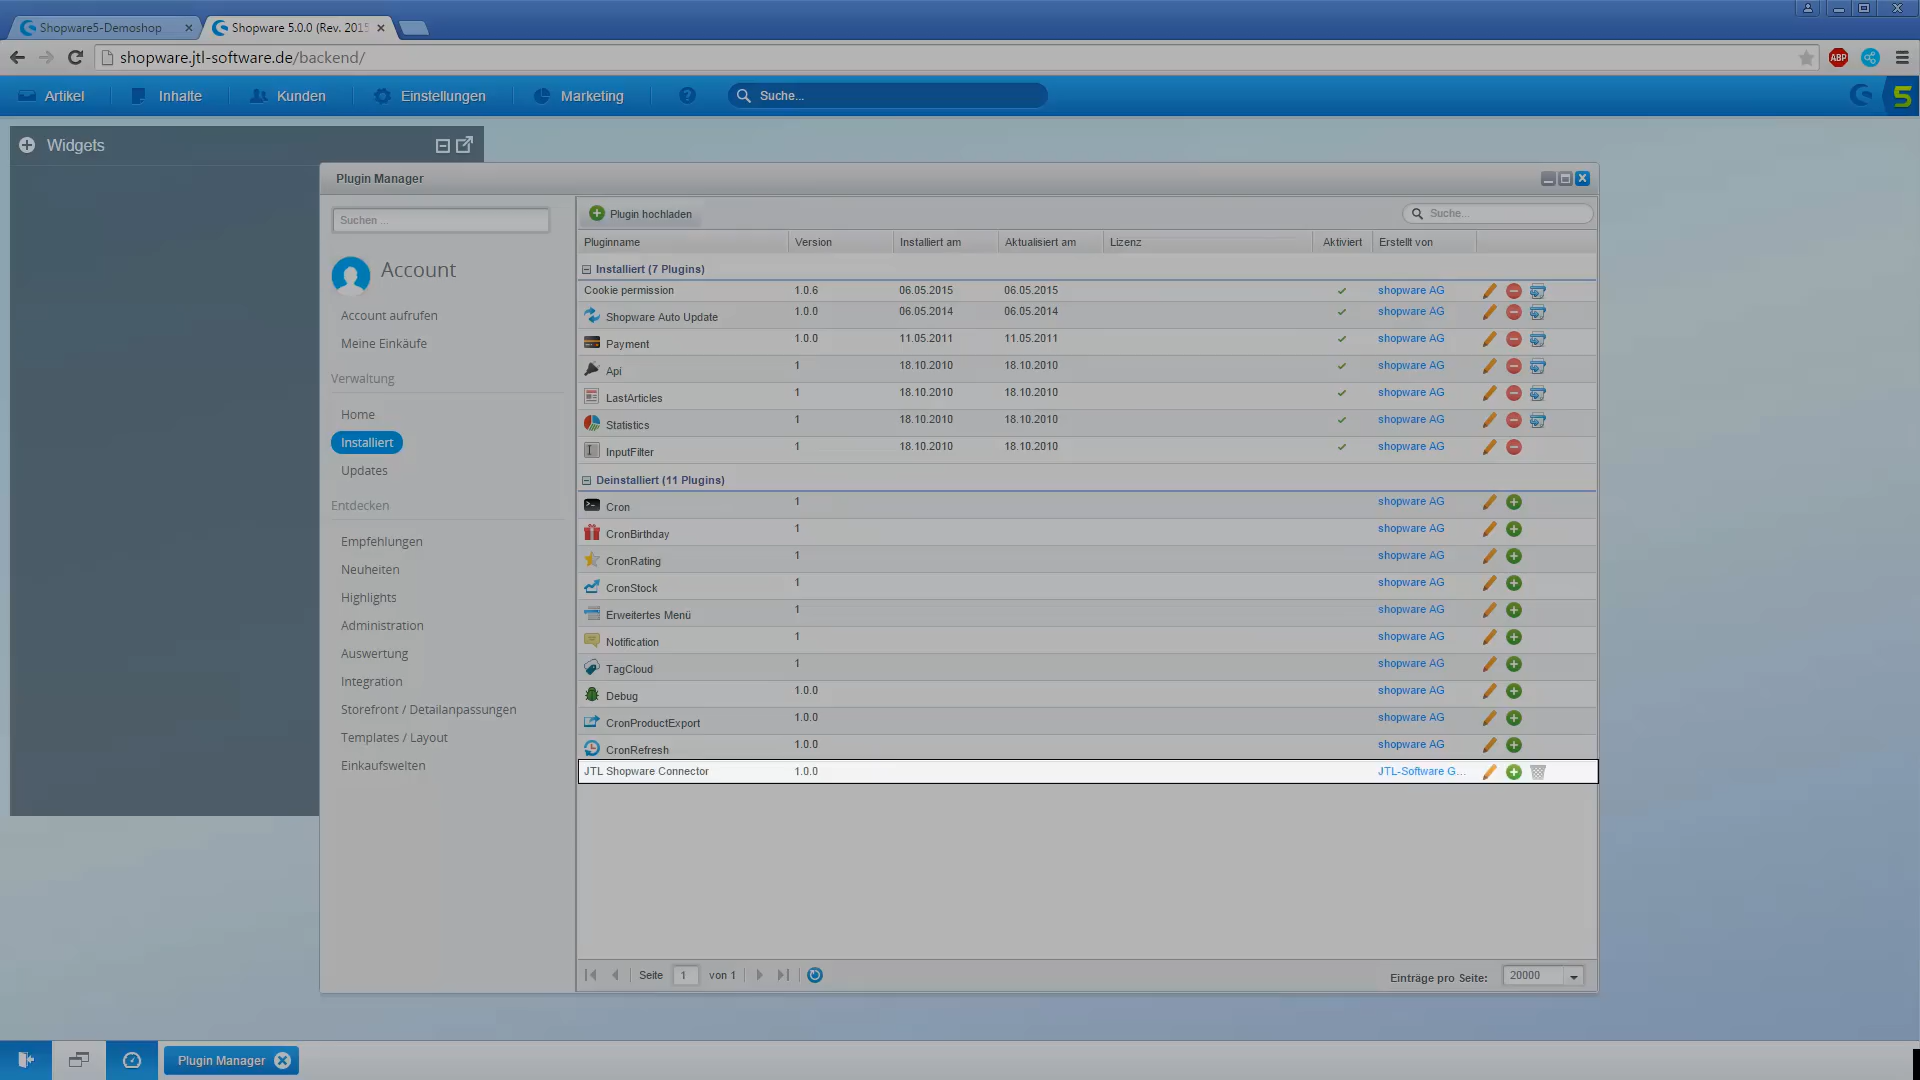 Shopware5-Demoshop
Shopware 5.0.0 (Rev. 2015
shopware.jtl-software.de/backend/
ABP
Artikel
Inhalte
Kunden
Einstellungen
Marketing
?
Suche...
5
Widgets
Plugin Manager
Suchen ...
Account
Account aufrufen
Meine Einkäufe
Verwaltung
Home
Installiert
Updates
Entdecken
Empfehlungen
Neuheiten
Highlights
Administration
Auswertung
Integration
Storefront / Detailanpassungen
Templates / Layout
Einkaufswelten
Plugin hochladen
Suche...
Pluginname Version Installiert am Aktualisiert am Lizenz Aktiviert Erstellt von
Installiert (7 Plugins)
Cookie permission 1.0.6 06.05.2015 06.05.2015 shopware AG
Shopware Auto Update 1.0.0 06.05.2014 06.05.2014 shopware AG
Payment 1.0.0 11.05.2011 11.05.2011 shopware AG
Api 1 18.10.2010 18.10.2010 shopware AG
LastArticles 1 18.10.2010 18.10.2010 shopware AG
Statistics 1 18.10.2010 18.10.2010 shopware AG
InputFilter 1 18.10.2010 18.10.2010 shopware AG
Deinstalliert (11 Plugins)
Cron 1 shopware AG
CronBirthday 1 shopware AG
CronRating 1 shopware AG
CronStock 1 shopware AG
Erweitertes Menü 1 shopware AG
Notification 1 shopware AG
TagCloud 1 shopware AG
Debug 1.0.0 shopware AG
CronProductExport 1.0.0 shopware AG
CronRefresh 1.0.0 shopware AG
JTL Shopware Connector 1.0.0 JTL-Software G...
Seite 1 von 1
Einträge pro Seite: 20000
Plugin Manager